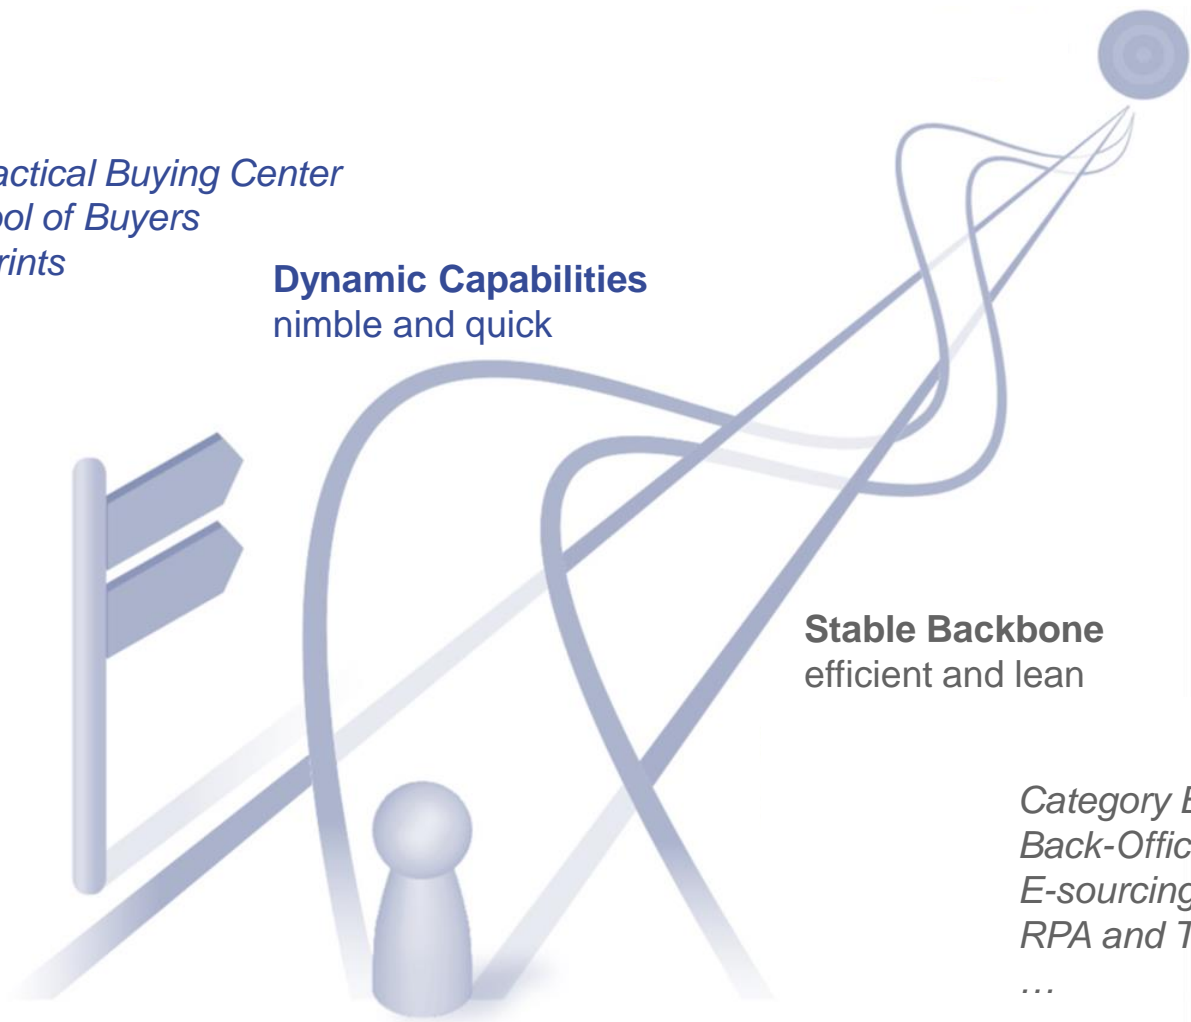 actical Buying Center
ool of Buyers
rints
Dynamic Capabilities
nimble and quick
Stable Backbone
efficient and lean
Category
Back-Offic
E-sourcing
RPA and
…